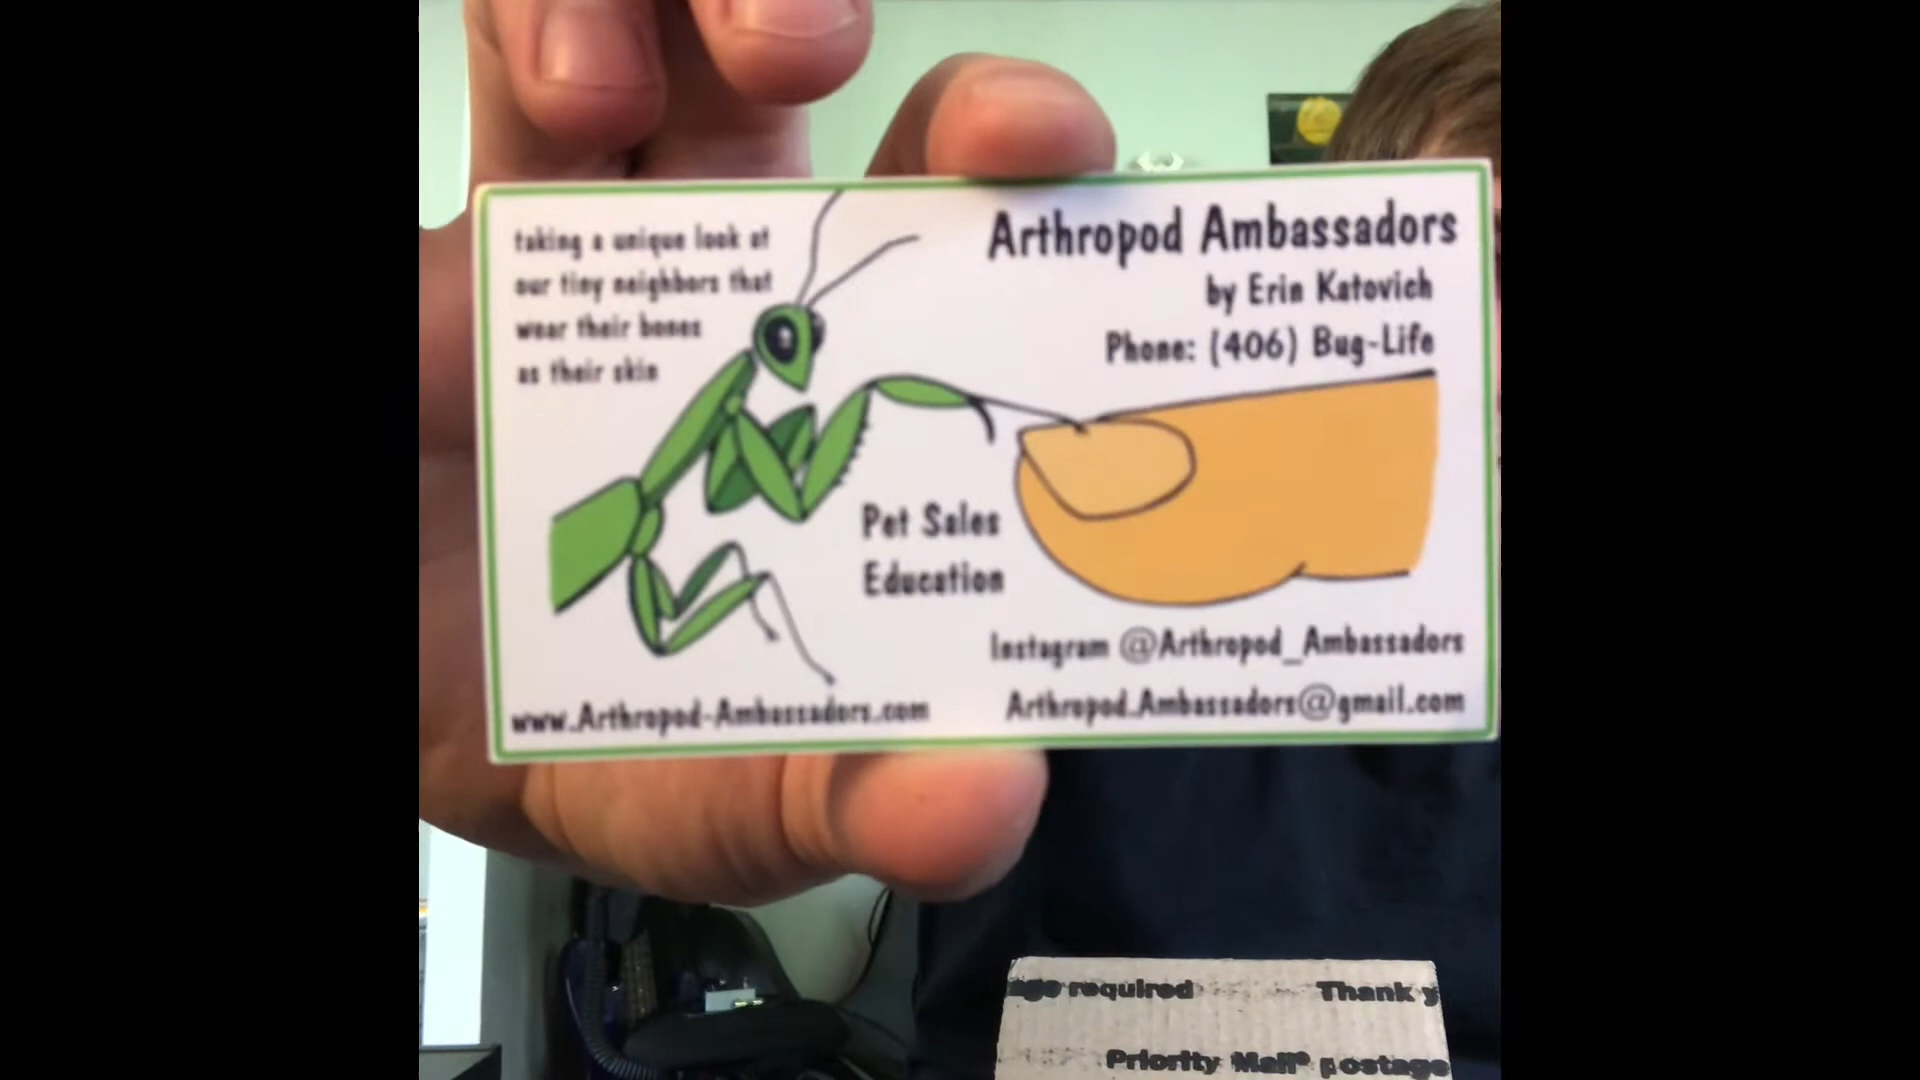 taking a unique look at
our tiny neighbors that
wear their bones
as their skin
Arthropod Ambassadors
by Erin Katovich
Phone: (406) Bug-Life
Pet Sales
Education
Instagram @Arthropod_Ambassadors
www.Arthropod-Ambassadors.com
Arthropod.Ambassadors@gmail.com
required Thank
Priority Mail® postage